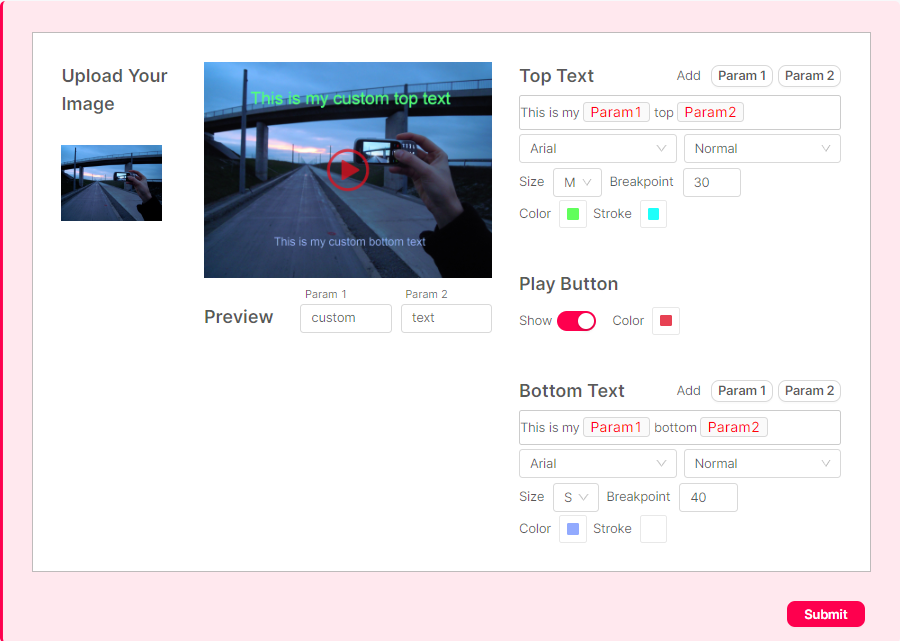 Upload Your
Image
This is my custom top text
This is my custom bottom text
Preview
Param 1
custom
Param 2
text
Top Text
Add Param 1 Param 2
This is my Param1 top Param2
Arial Normal
Size M Breakpoint 30
Color Stroke
Play Button
Show Color
Bottom Text
Add Param 1 Param 2
This is my Param1 bottom Param2
Arial Normal
Size S Breakpoint 40
Color Stroke
Submit